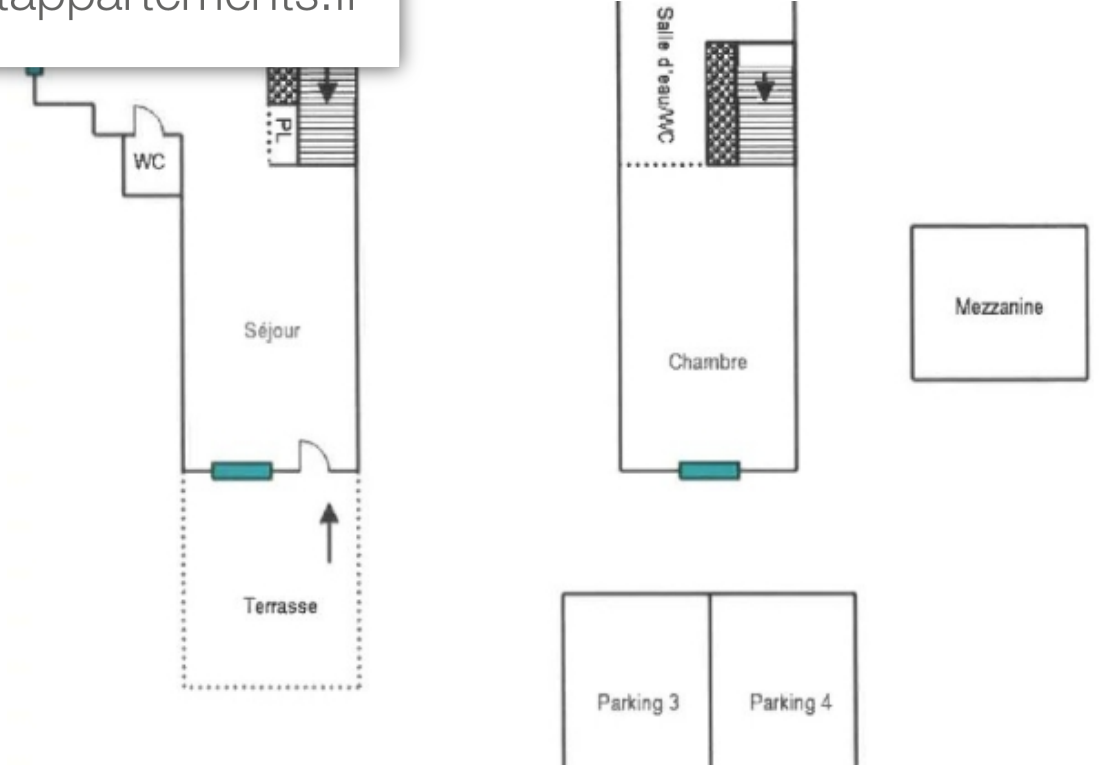 Salle d'eau/WC
PL
WC
Séjour
Chambre
Mezzanine
Terrasse
Parking 3
Parking 4